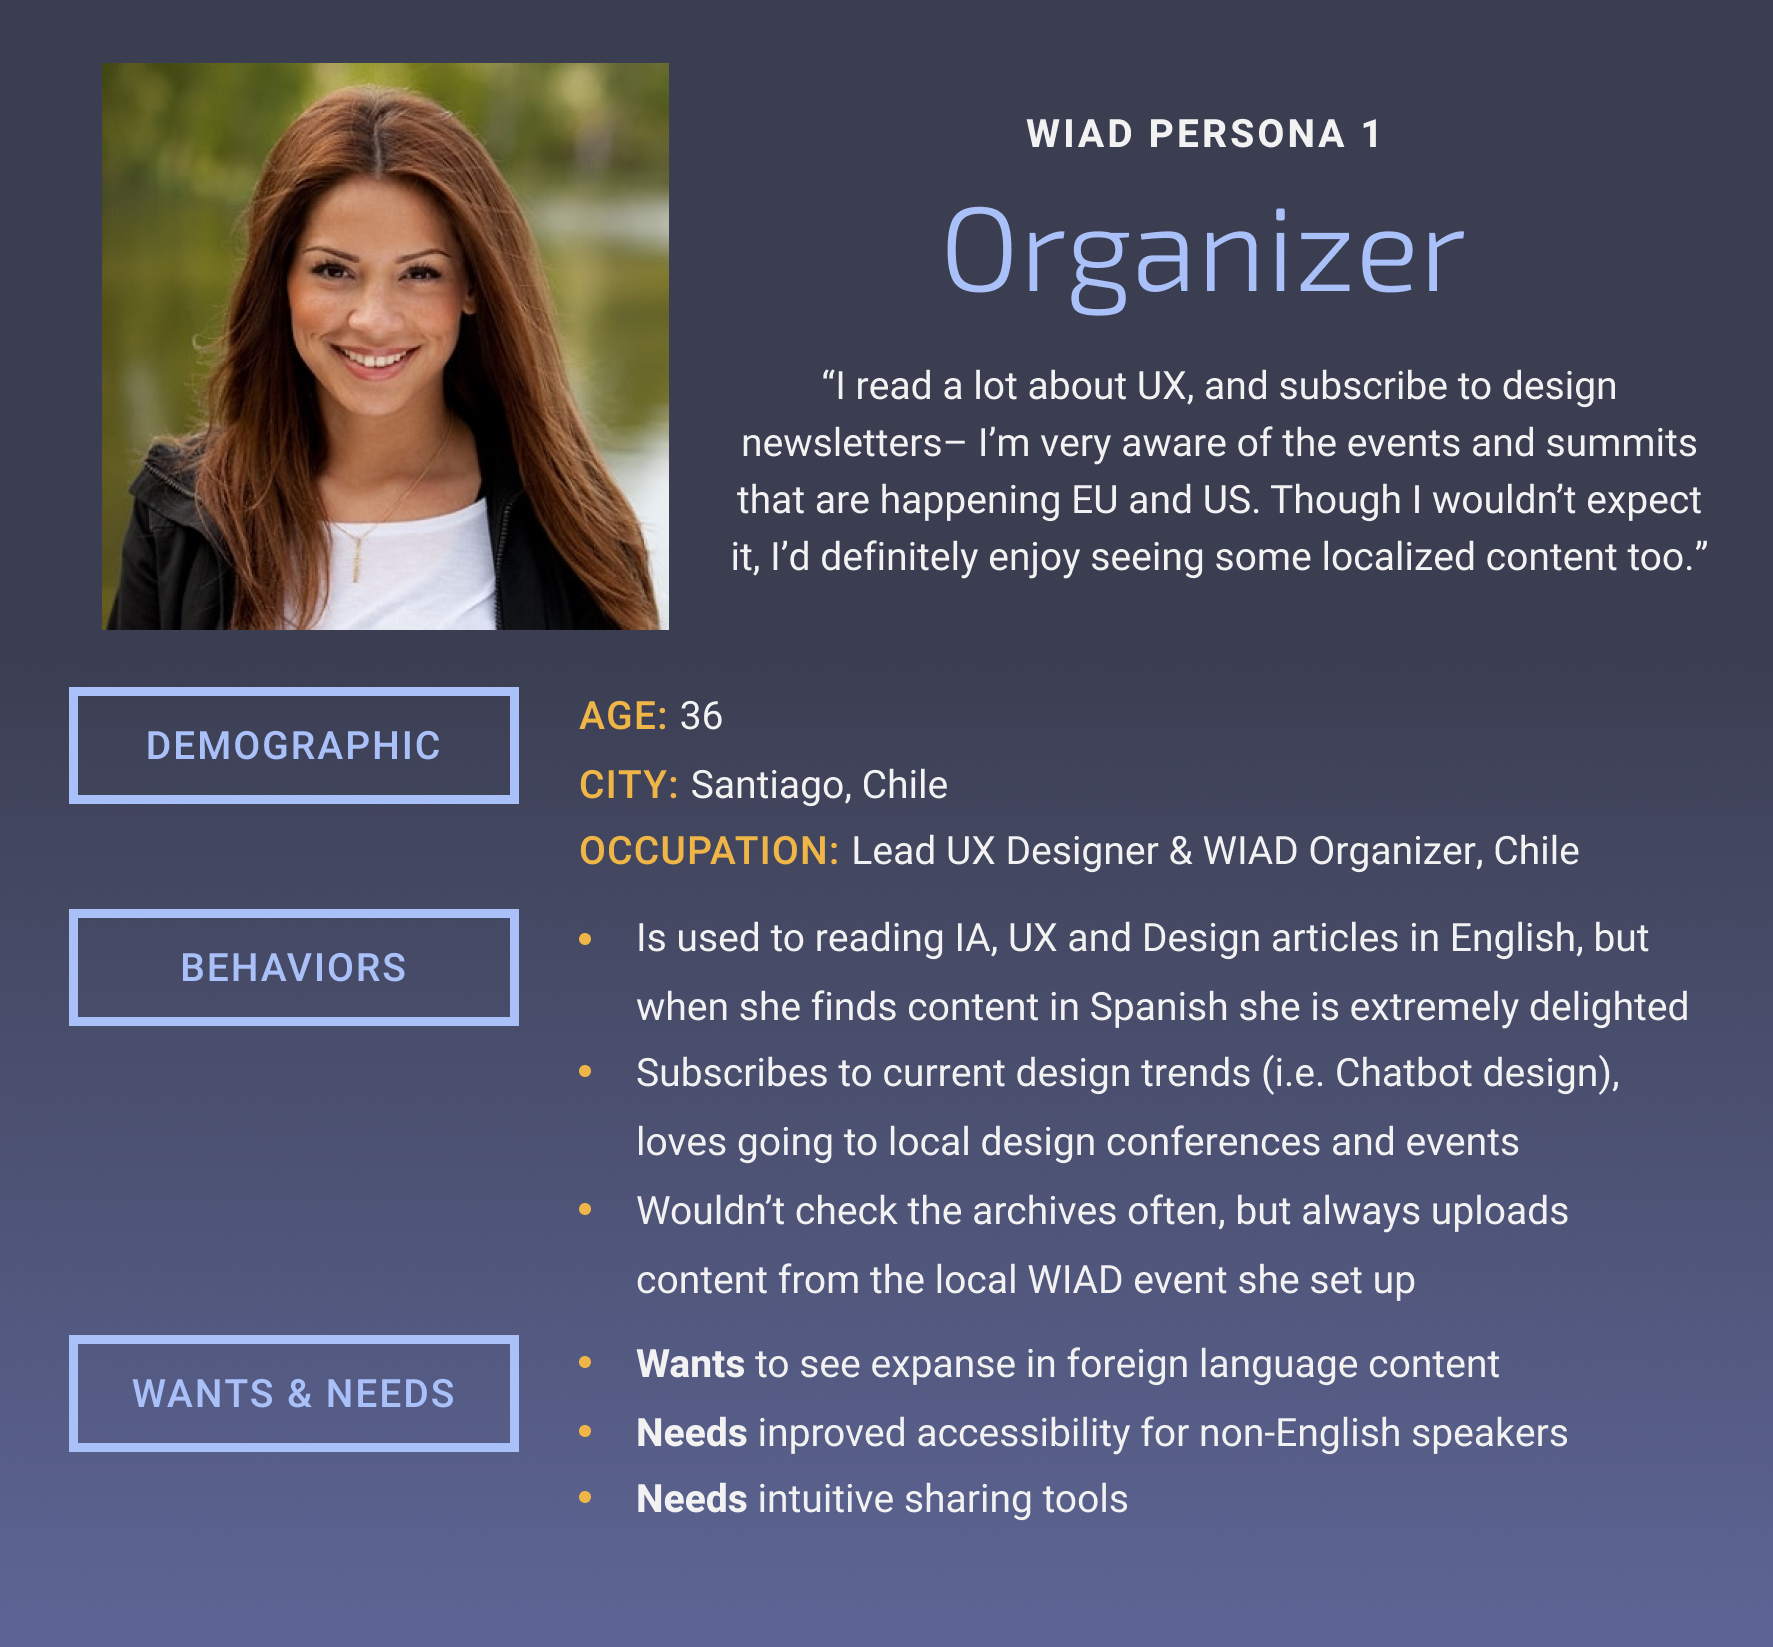 WIAD PERSONA 1
Organizer
“I read a lot about UX, and subscribe to design
newsletters– I’m very aware of the events and summits
that are happening EU and US. Though I wouldn’t expect
it, I’d definitely enjoy seeing some localized content too.”
DEMOGRAPHIC
AGE: 36
CITY: Santiago, Chile
OCCUPATION: Lead UX Designer & WIAD Organizer, Chile
BEHAVIORS
• Is used to reading IA, UX and Design articles in English, but
when she finds content in Spanish she is extremely delighted
• Subscribes to current design trends (i.e. Chatbot design),
loves going to local design conferences and events
• Wouldn’t check the archives often, but always uploads
content from the local WIAD event she set up
WANTS & NEEDS
• Wants to see expanse in foreign language content
• Needs inproved accessibility for non-English speakers
• Needs intuitive sharing tools